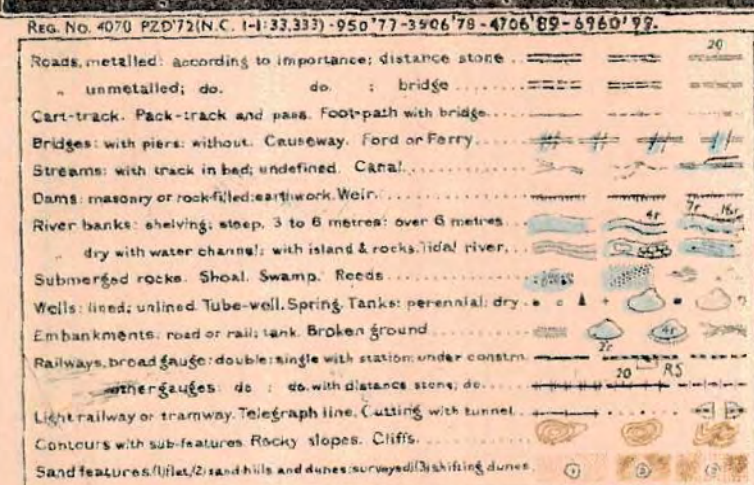 REG. No. 4070 PZD'72(N.C. 1-1:33,333) -950'77-3906'78 -4706'89-6960'99.
Roads, metalled: according to importance; distance stone .. 20
„ unmetalled; do. do. : bridge ..
Cart-track. Pack-track and pass. Foot-path with bridge..
Bridges: with piers; without. Causeway. Ford or Ferry..
Streams: with track in bed; undefined. Canal..
Dams: masonry or rock-filled; earthwork. Weir.. 7r 16r
River banks: shelving; steep, 3 to 6 metres; over 6 metres.. 4r
dry with water channel; with island & rocks. Tidal river..
Submerged rocks. Shoal. Swamp. Reeds..
Wells: lined; unlined. Tube-well. Spring. Tanks: perennial; dry.
Embankments: road or rail; tank. Broken ground.. 4r
2r
Railways, broad gauge: double; single with station; under constrn.
othergauges: do : do. with distance stone; do.. 20 RS
Light railway or tramway. Telegraph line. Cutting with tunnel..
Contours with sub-features. Rocky slopes. Cliffs..
Sand features: (1)flat, (2)sand hills and dunes (surveyed) (3)shifting dunes. 1 2 3